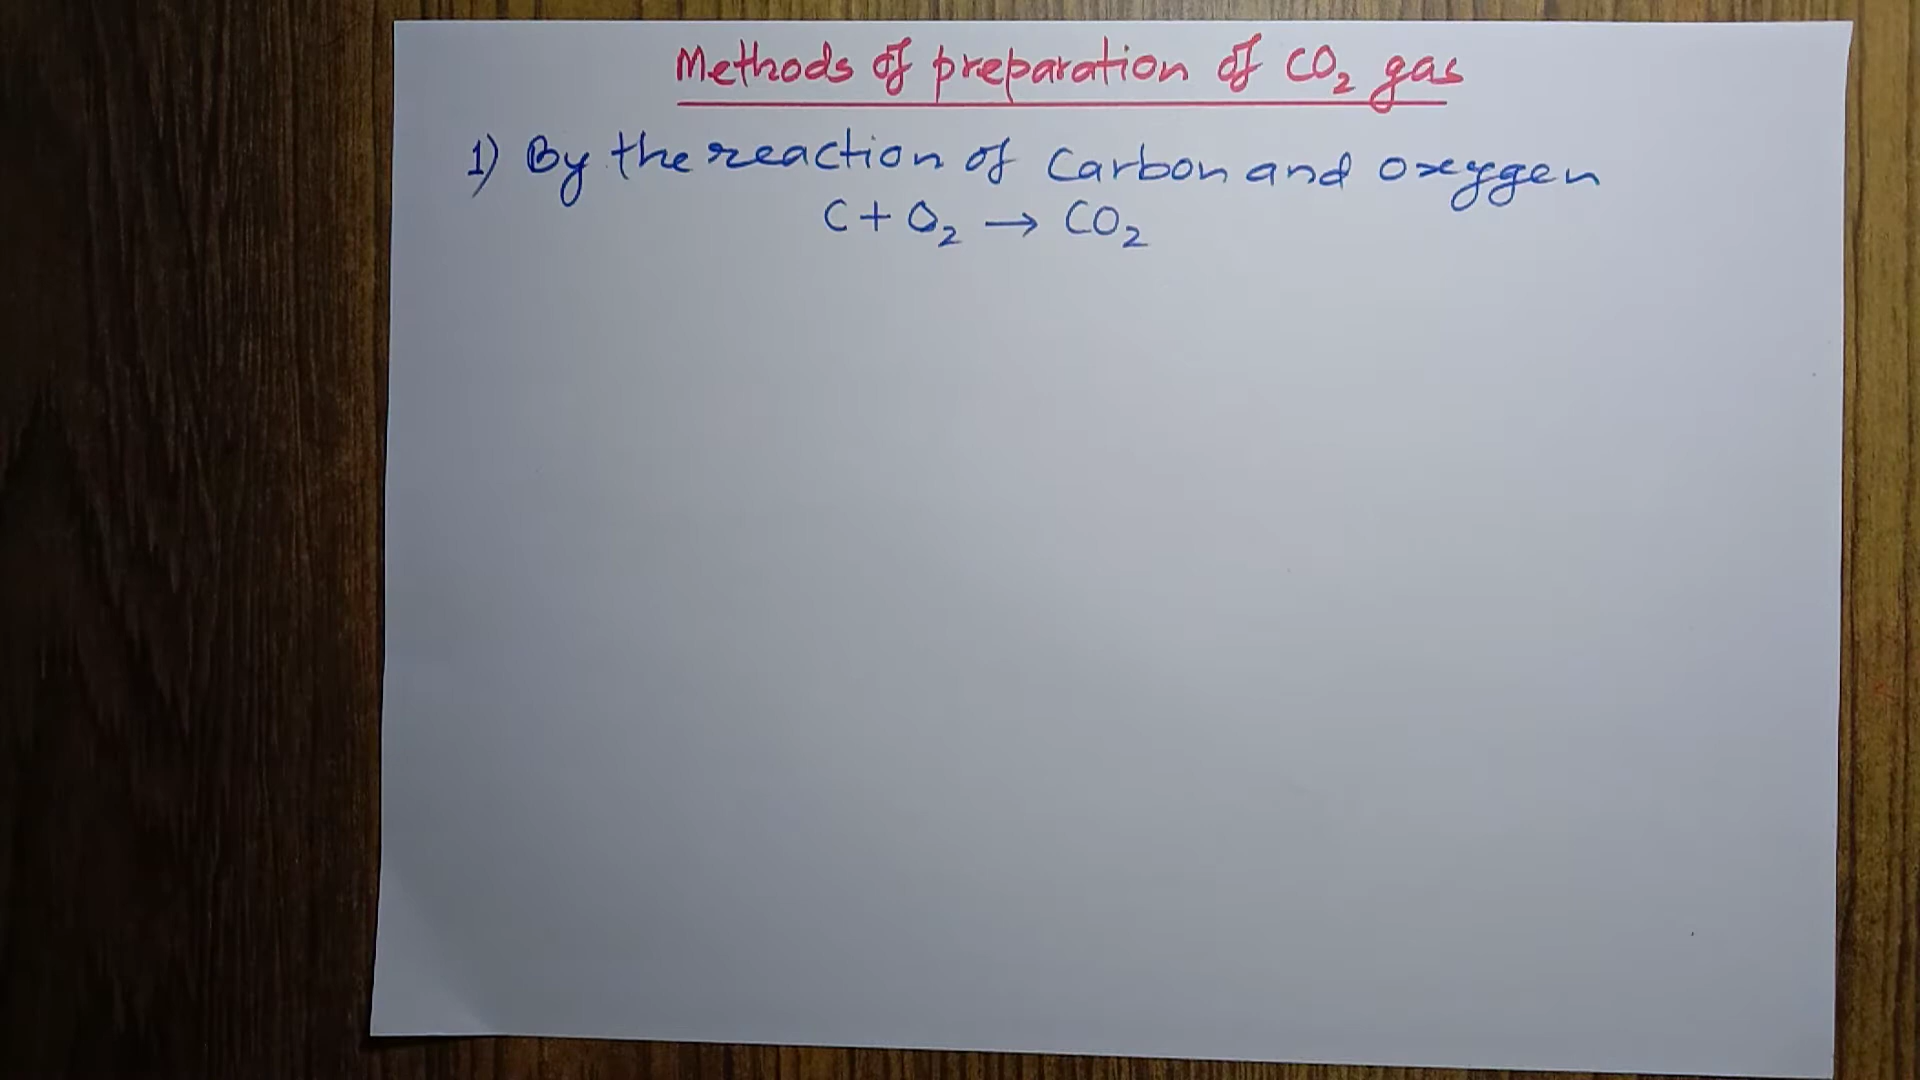 Methods of preparation of CO₂ gas
1) By the reaction of Carbon and oxygen
C + O₂ → CO₂